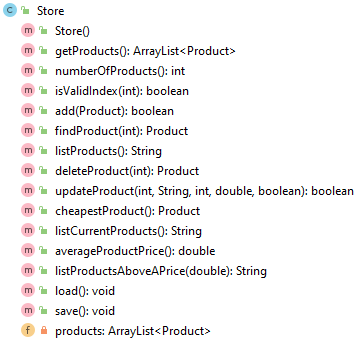 Store
Store()
getProducts(): ArrayList<Product>
numberOfProducts(): int
isValidIndex(int): boolean
add(Product): boolean
findProduct(int): Product
listProducts(): String
deleteProduct(int): Product
updateProduct(int, String, int, double, boolean): boolean
cheapestProduct(): Product
listCurrentProducts(): String
averageProductPrice(): double
listProductsAboveAPrice(double): String
load(): void
save(): void
products: ArrayList<Product>